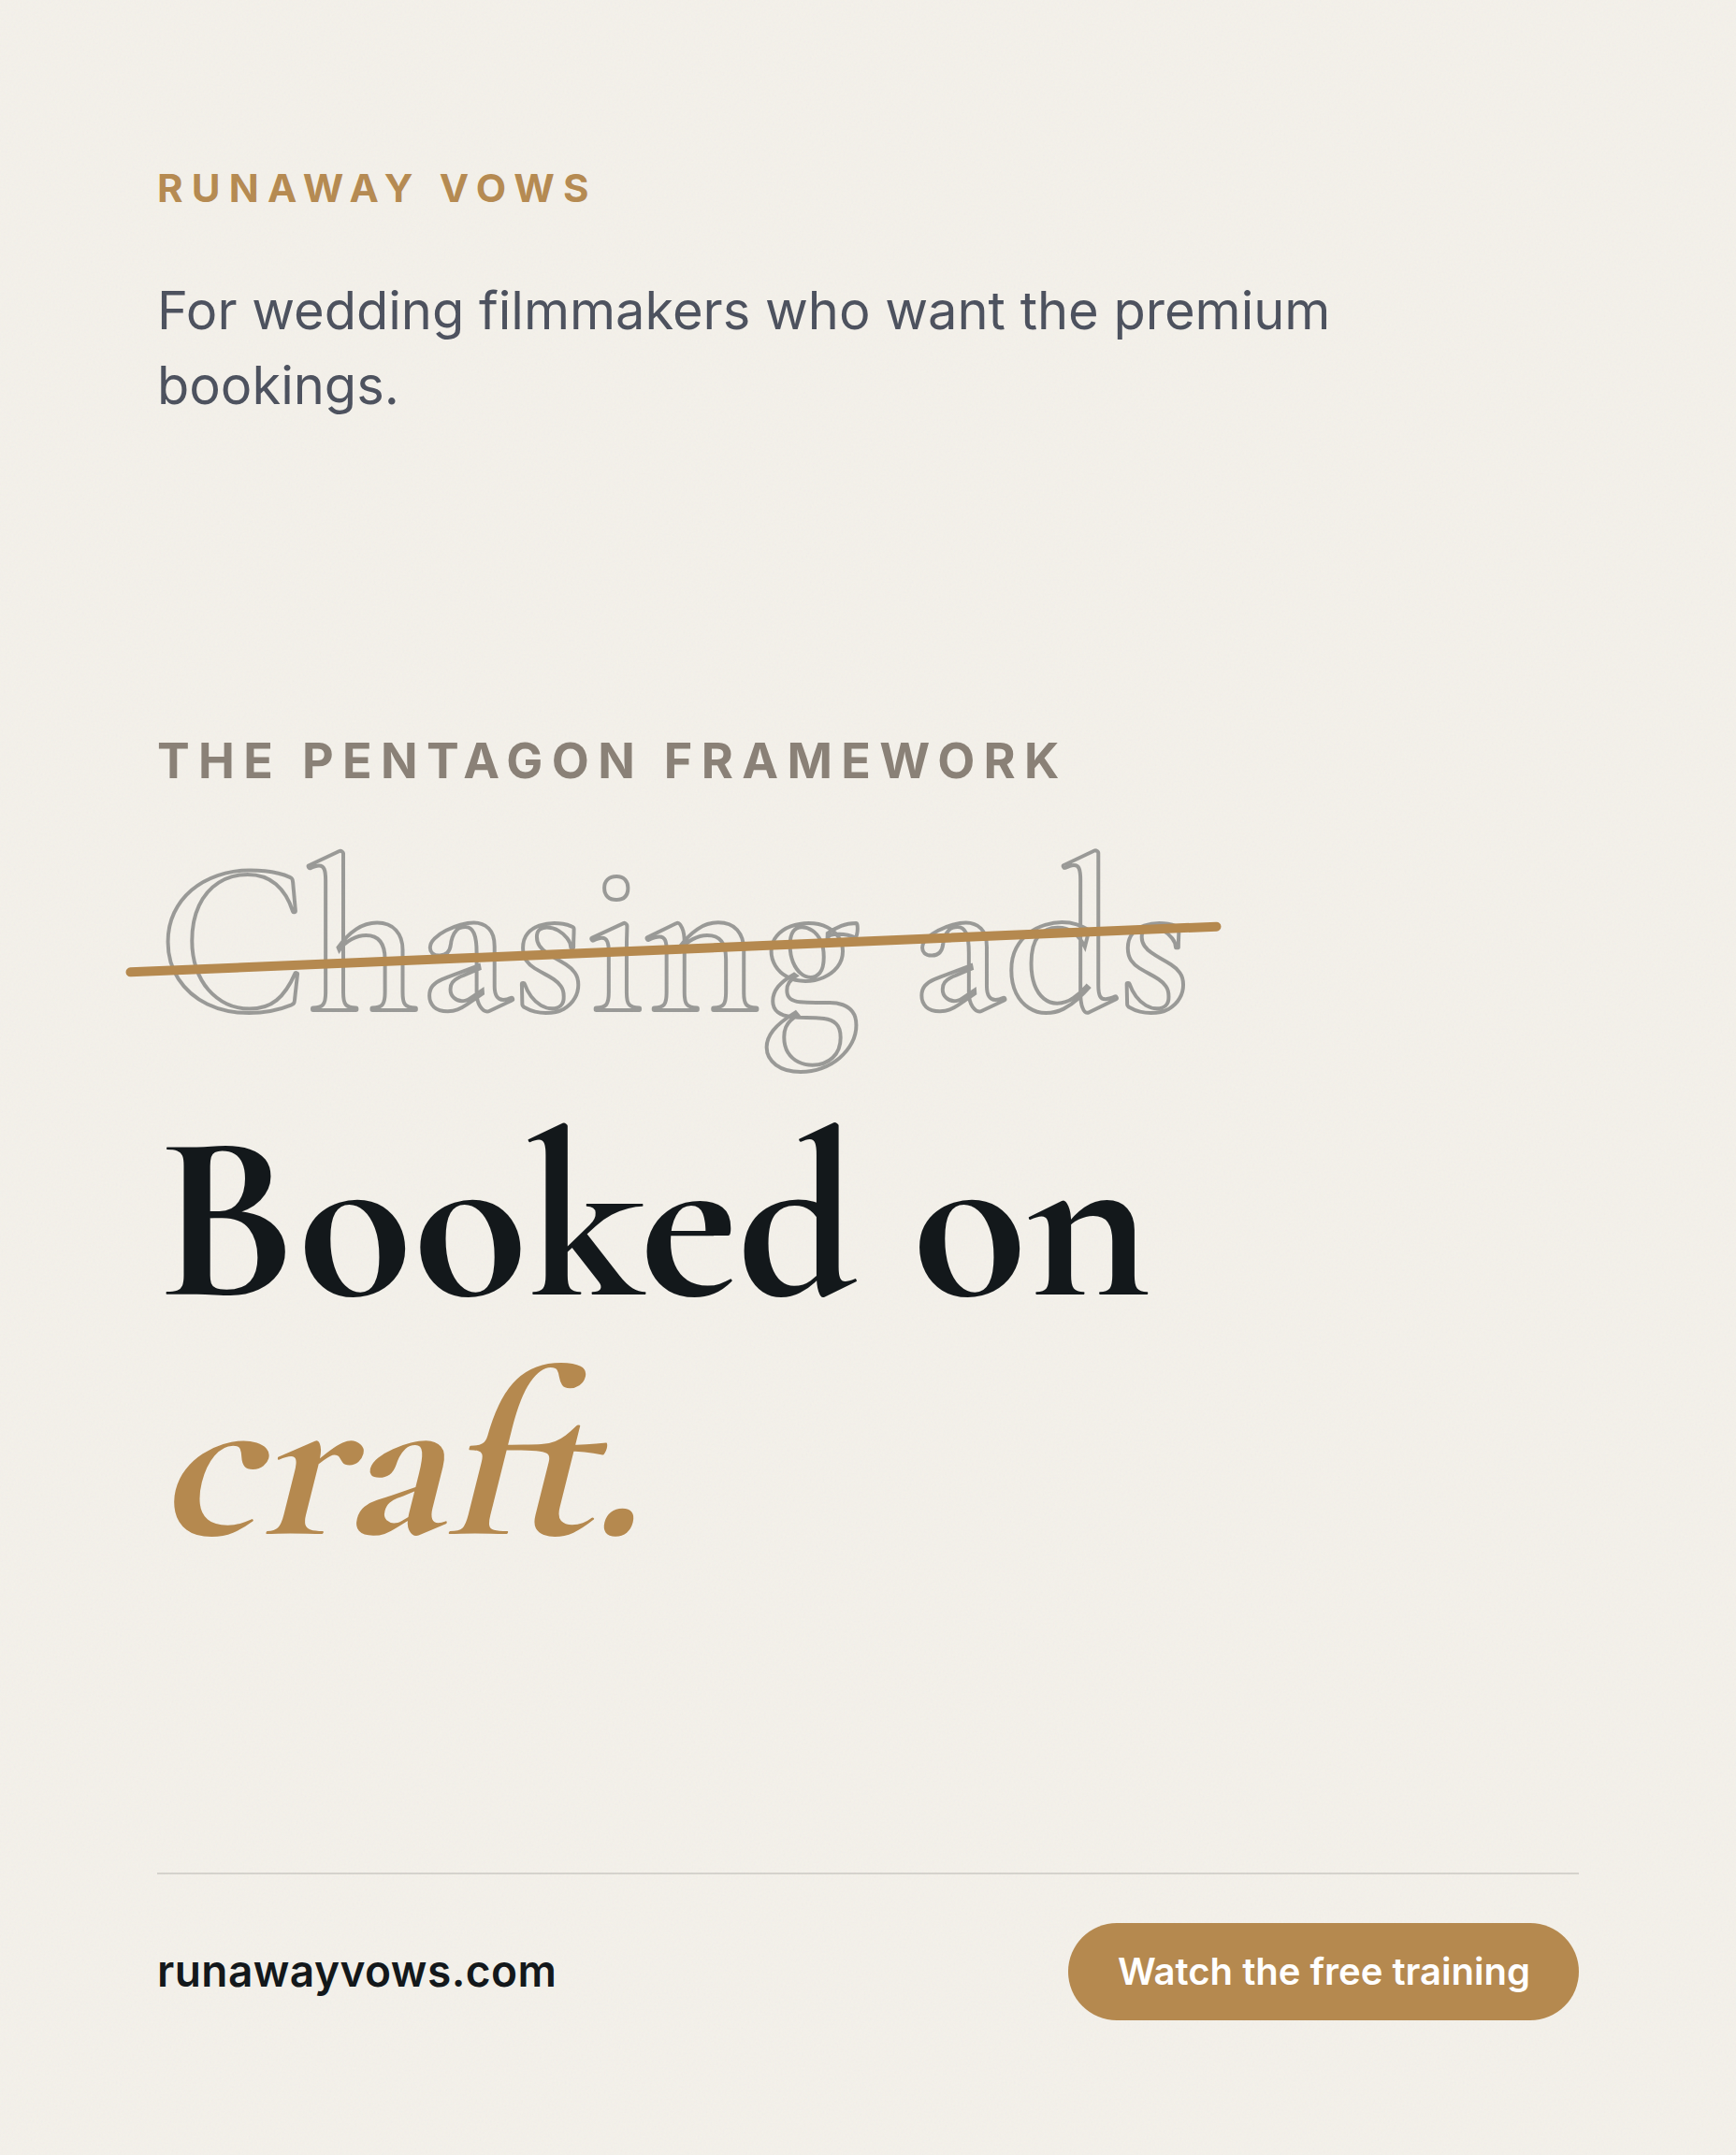 RUNAWAY VOWS
For wedding filmmakers who want the premium
bookings.
THE PENTAGON FRAMEWORK
Chasing ads
Booked on
craft.
runawayvows.com
Watch the free training